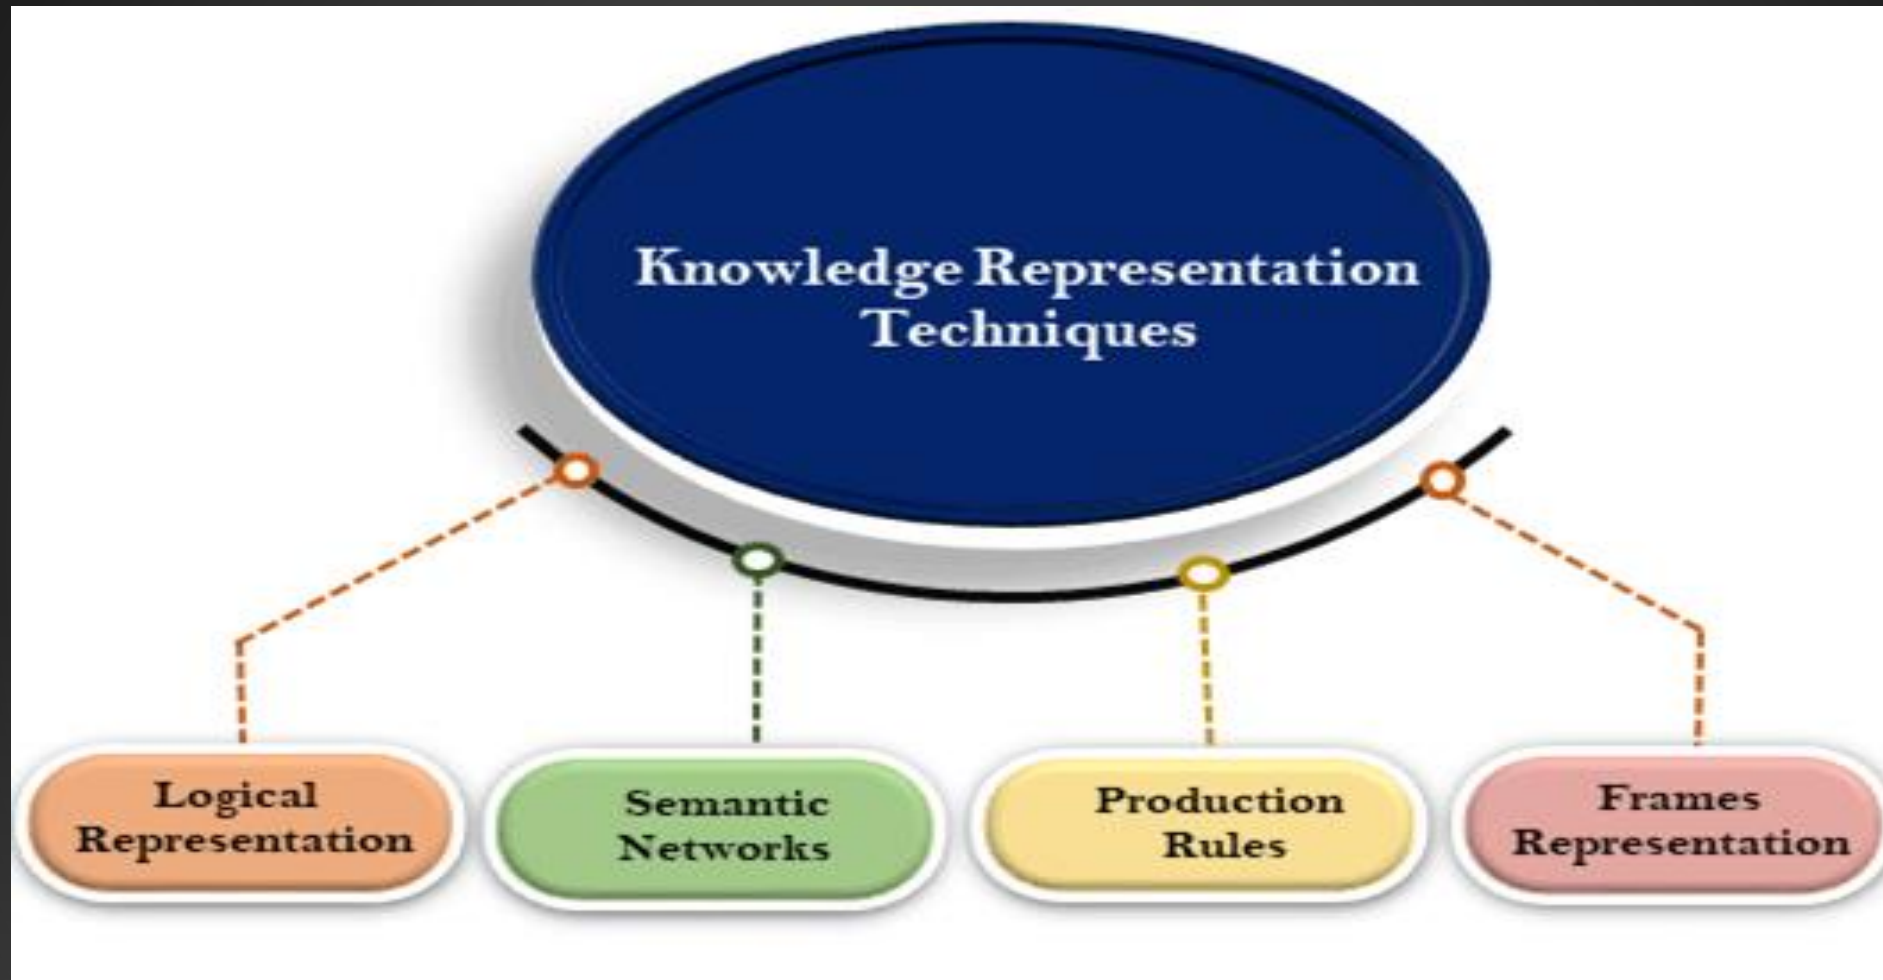 Knowledge Representation
Techniques
Logical
Representation
Semantic
Networks
Production
Rules
Frames
Representation